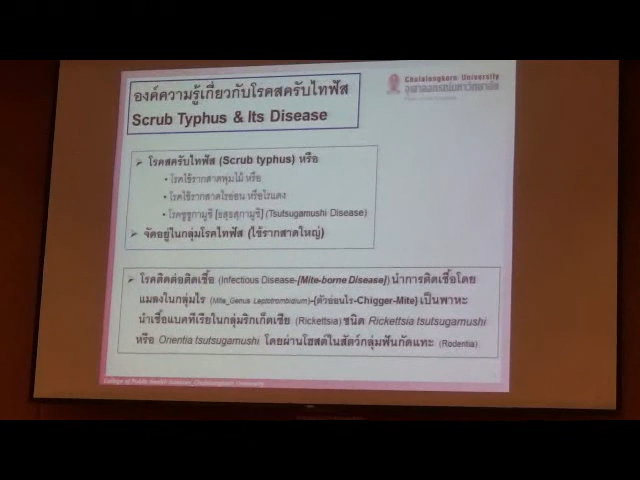 Chulalongkorn University
จุฬาลงกรณ์มหาวิทยาลัย
องค์ความรู้เกี่ยวกับโรคสครับไทฟัส
Scrub Typhus & Its Disease
➢ โรคสครับไทฟัส (Scrub typhus) หรือ
• โรคไข้รากสาดพุ่มไม้ หรือ
• โรคไข้รากสาดไรอ่อน หรือไรแดง
• โรคซูซูกามูชิ [ธสุธสุกามูชิ] (Tsutsugamushi Disease)
➢ จัดอยู่ในกลุ่มโรคไทฟัส (ไข้รากสาดใหญ่)
➢ โรคติดต่อติดเชื้อ (Infectious Disease-[Mite-borne Disease]) นำการติดเชื้อโดย
แมลงในกลุ่มไร (Mite_Genus Leptotrombidium)-[ตัวอ่อนไร-Chigger-Mite] เป็นพาหะ
นำเชื้อแบคทีเรียในกลุ่มริกเก็ตเซีย (Rickettsia) ชนิด Rickettsia tsutsugamushi
หรือ Orientia tsutsugamushi โดยผ่านโฮสต์ในสัตว์กลุ่มฟันกัดแทะ (Rodentia)
College of Public Health Sciences, Chulalongkorn University